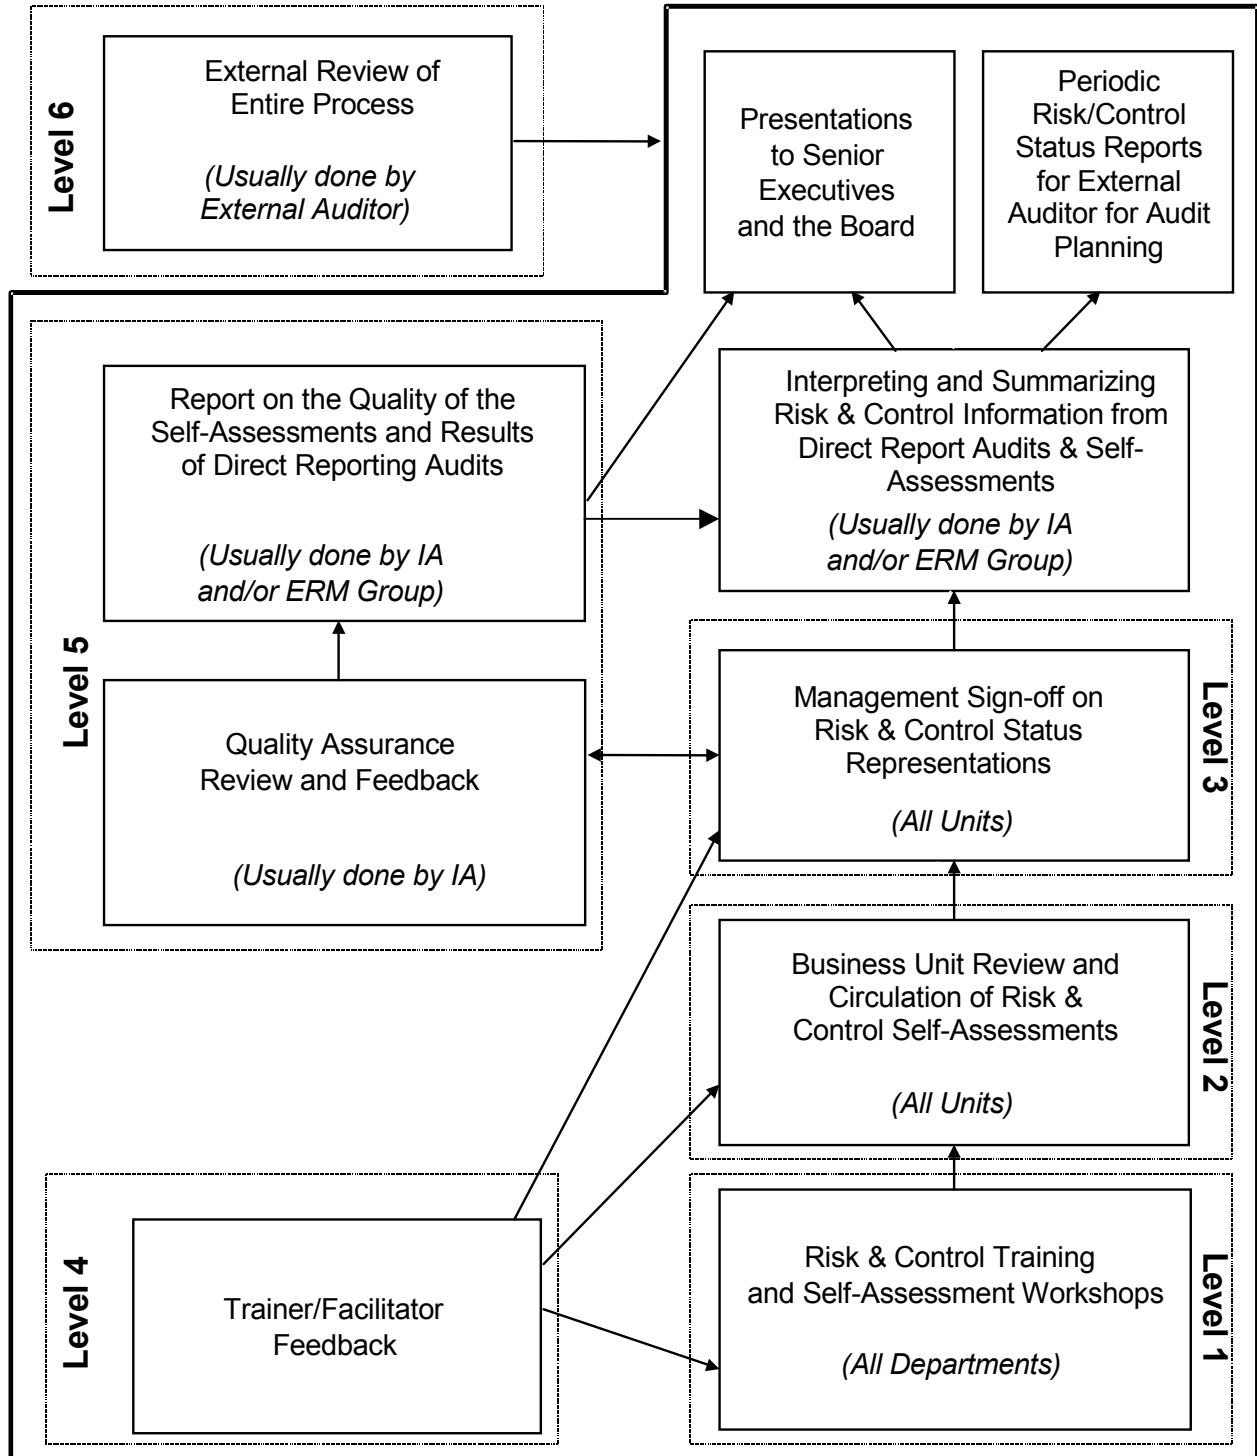 Level 6
External Review of
Entire Process
(Usually done by
External Auditor)
Presentations
to Senior
Executives
and the Board
Periodic
Risk/Control
Status Reports
for External
Auditor for Audit
Planning
Level 5
Report on the Quality of the
Self-Assessments and Results
of Direct Reporting Audits
(Usually done by IA
and/or ERM Group)
Interpreting and Summarizing
Risk & Control Information from
Direct Report Audits & Self-
Assessments
(Usually done by IA
and/or ERM Group)
Quality Assurance
Review and Feedback
(Usually done by IA)
Management Sign-off on
Risk & Control Status
Representations
(All Units)
Level 3
Business Unit Review and
Circulation of Risk &
Control Self-Assessments
(All Units)
Level 2
Level 4
Trainer/Facilitator
Feedback
Risk & Control Training
and Self-Assessment Workshops
(All Departments)
Level 1